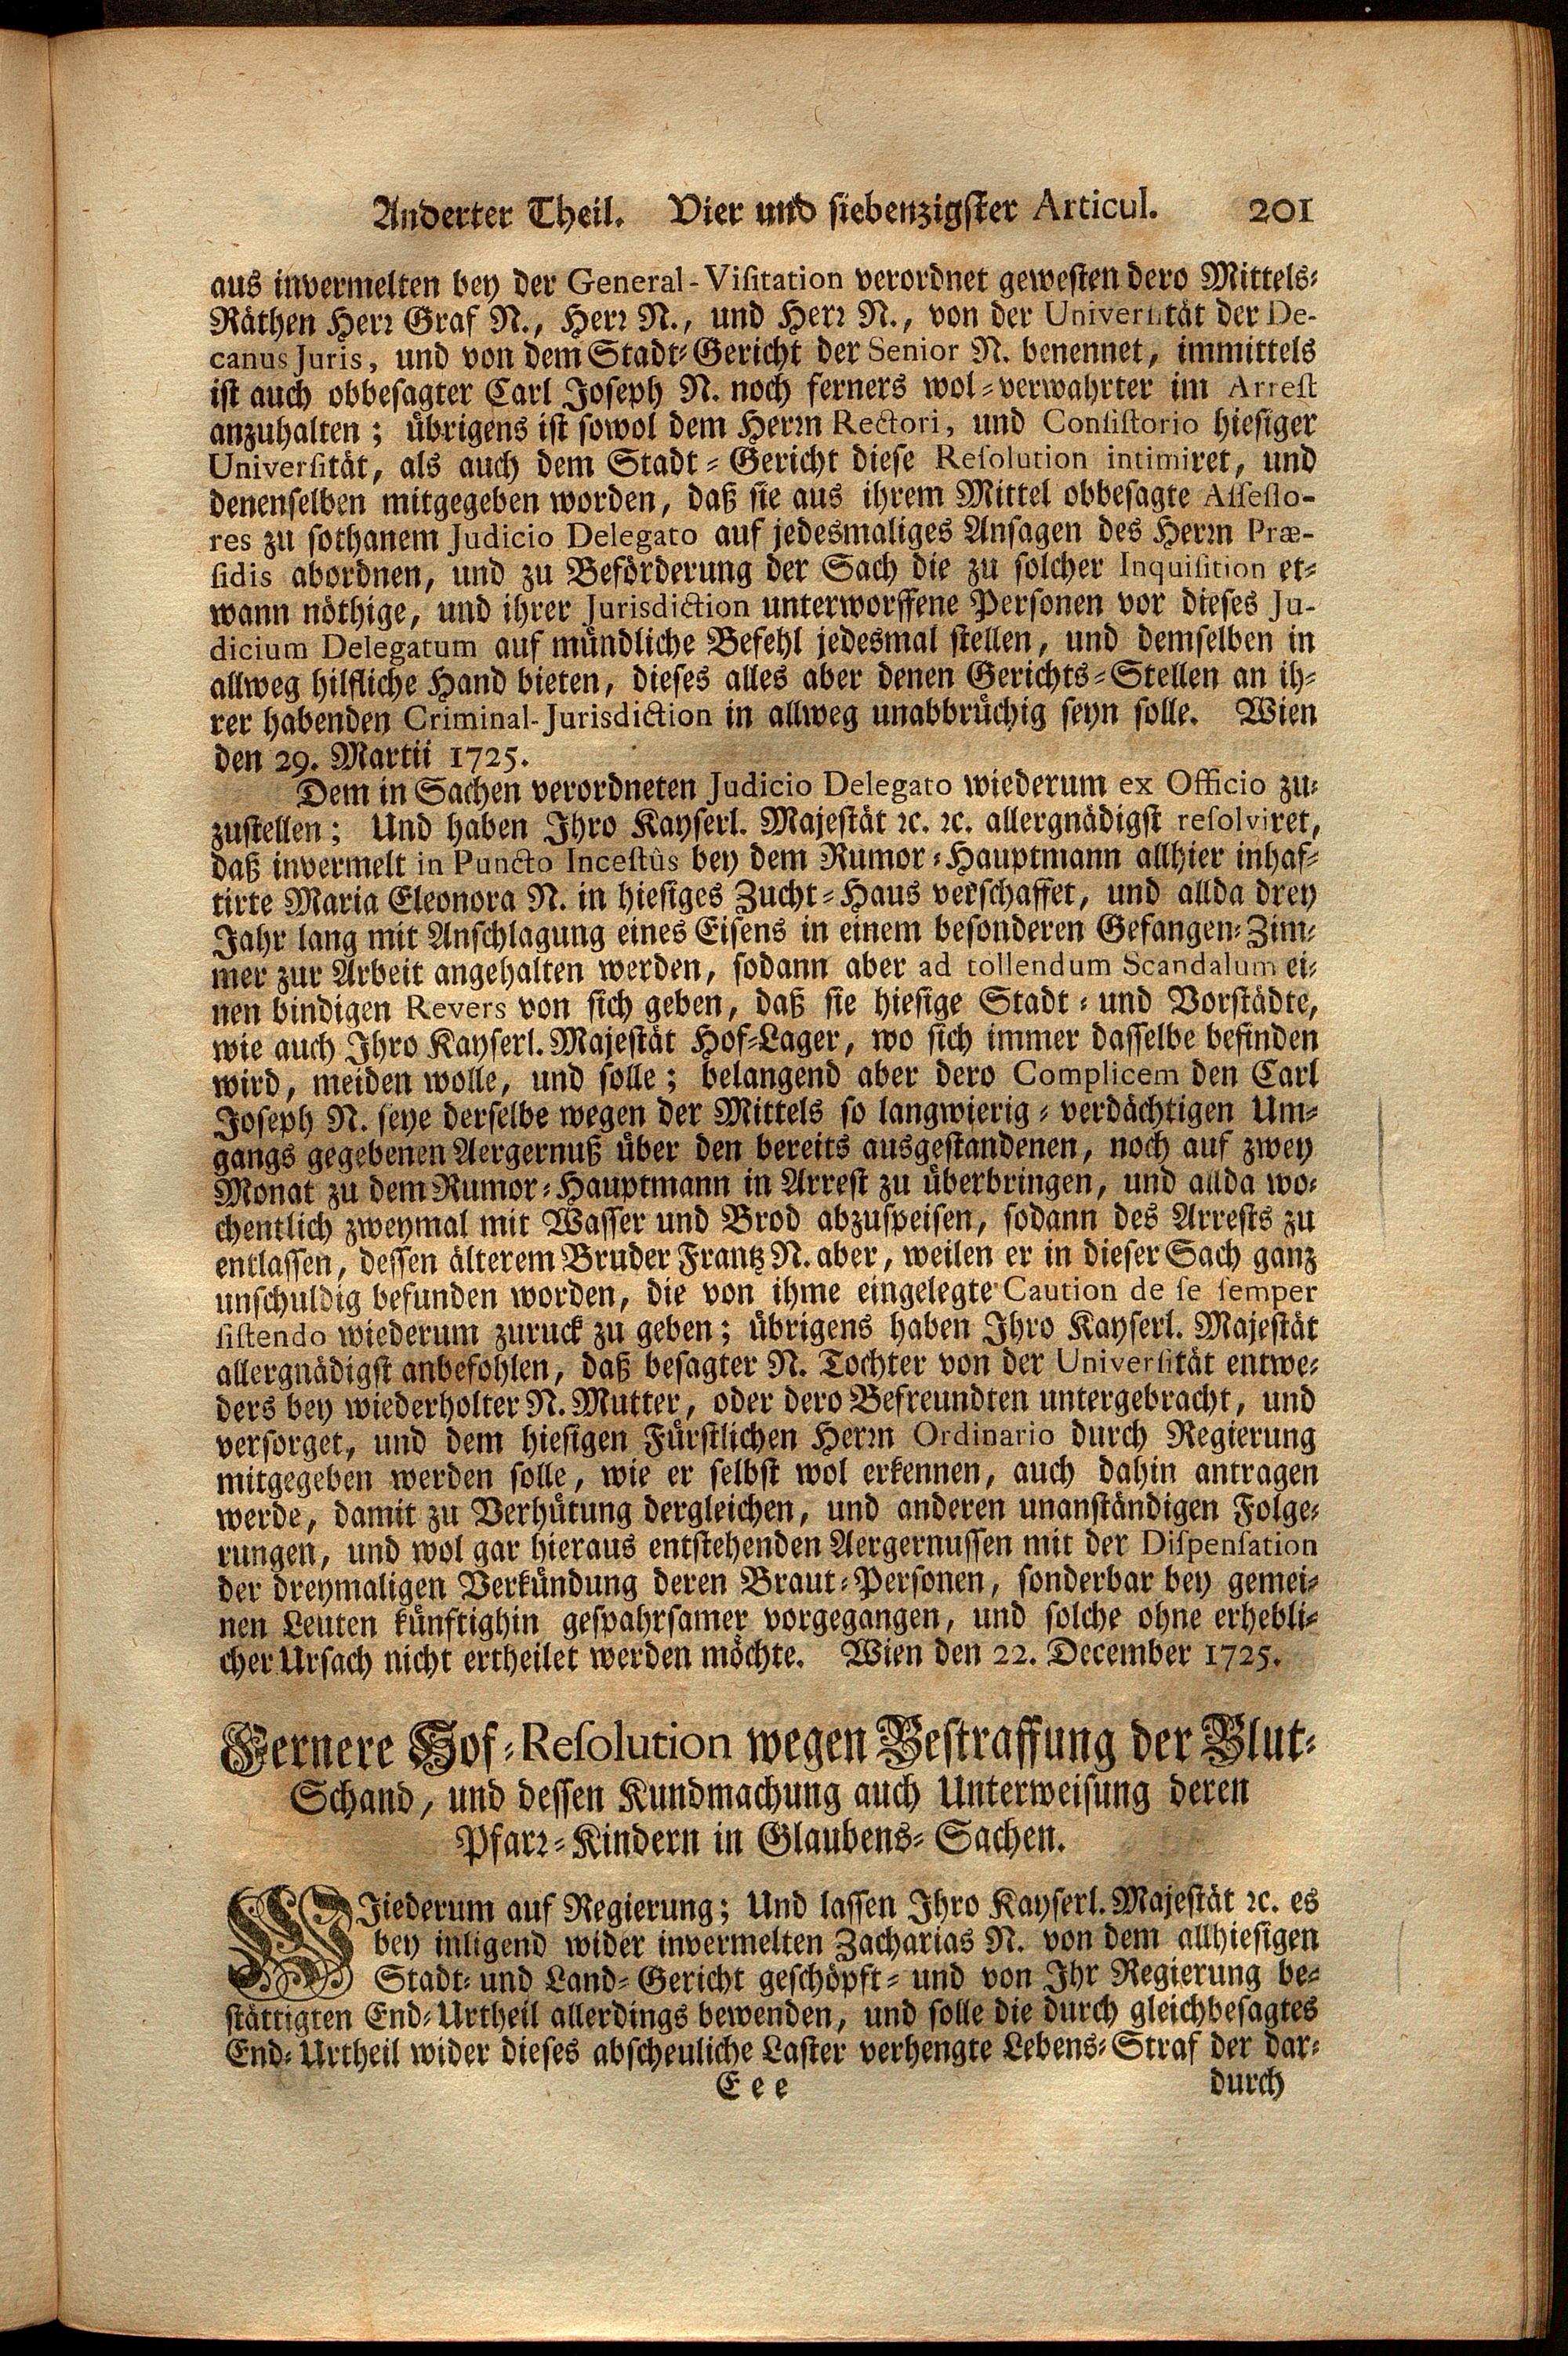 Anderter Theil. Vier und siebenzigster Articul. 201
aus invermelten bey der General-Visitation verordnet gewesten dero Mittels-
Räthen Herr Graf N., Herr N., und Herr N., von der Universität der De-
canus Juris, und von dem Stadt-Gericht der Senior N. benennet, immittels
ist auch obbesagter Carl Joseph N. noch ferners wol-verwahrter im Arrest
anzuhalten; übrigens ist sowol dem Herrn Rectori, und Consistorio hiesiger
Universität, als auch dem Stadt-Gericht diese Resolution intimiret, und
denenselben mitgegeben worden, daß sie aus ihrem Mittel obbesagte Assesso-
res zu sothanem Judicio Delegato auf jedesmaliges Ansagen des Herrn Præ-
sidis abordnen, und zu Beförderung der Sach die zu solcher Inquisition et-
wann nöthige, und ihrer Jurisdiction unterworffene Personen vor dieses Ju-
dicium Delegatum auf mündliche Befehl jedesmal stellen, und demselben in
allweg hilfliche Hand bieten, dieses alles aber denen Gerichts-Stellen an ih-
rer habenden Criminal-Jurisdiction in allweg unabbrüchig seyn solle. Wien
den 29. Martii 1725.
Dem in Sachen verordneten Judicio Delegato wiederum ex Officio zu-
zustellen; Und haben Ihro Kayserl. Majestät ꝛc. ꝛc. allergnädigst resolviret,
daß invermelt in Puncto Incestûs bey dem Rumor-Hauptmann allhier inhaf-
tirte Maria Eleonora N. in hiesiges Zucht-Haus verschaffet, und allda drey
Jahr lang mit Anschlagung eines Eisens in einem besonderen Gefangen-Zim-
mer zur Arbeit angehalten werden, sodann aber ad tollendum Scandalum ei-
nen bindigen Revers von sich geben, daß sie hiesige Stadt- und Vorstädte,
wie auch Ihro Kayserl. Majestät Hof-Lager, wo sich immer dasselbe befinden
wird, meiden wolle, und solle; belangend aber dero Complicem den Carl
Joseph N. seye derselbe wegen der Mittels so langwierig-verdächtigen Um-
gangs gegebenen Aergernuß über den bereits ausgestandenen, noch auf zwey
Monat zu dem Rumor-Hauptmann in Arrest zu überbringen, und allda wo-
chentlich zweymal mit Wasser und Brod abzuspeisen, sodann des Arrests zu
entlassen, dessen älterem Bruder Frantz N. aber, weilen er in dieser Sach ganz
unschuldig befunden worden, die von ihme eingelegte Caution de se semper
sistendo wiederum zuruck zu geben; übrigens haben Ihro Kayserl. Majestät
allergnädigst anbefohlen, daß besagter N. Tochter von der Universität entwe-
ders bey wiederholter N. Mutter, oder dero Befreundten untergebracht, und
versorget, und dem hiesigen Fürstlichen Herrn Ordinario durch Regierung
mitgegeben werden solle, wie er selbst wol erkennen, auch dahin antragen
werde, damit zu Verhütung dergleichen, und anderen unanständigen Folge-
rungen, und wol gar hieraus entstehenden Aergernussen mit der Dispensation
der dreymaligen Verkündung deren Braut-Personen, sonderbar bey gemei-
nen Leuten künftighin gespahrsamer vorgegangen, und solche ohne erhebli-
cher Ursach nicht ertheilet werden möchte. Wien den 22. December 1725.
Fernere Hof-Resolution wegen Bestraffung der Blut-
Schand, und dessen Kundmachung auch Unterweisung deren
Pfarr-Kindern in Glaubens-Sachen.
WIederum auf Regierung; Und lassen Ihro Kayserl. Majestät ꝛc. es
bey inligend wider invermelten Zacharias N. von dem allhiesigen
Stadt- und Land-Gericht geschöpft- und von Ihr Regierung be-
stättigten End-Urtheil allerdings bewenden, und solle die durch gleichbesagtes
End-Urtheil wider dieses abscheuliche Laster verhengte Lebens-Straf der dar-
Eee durch